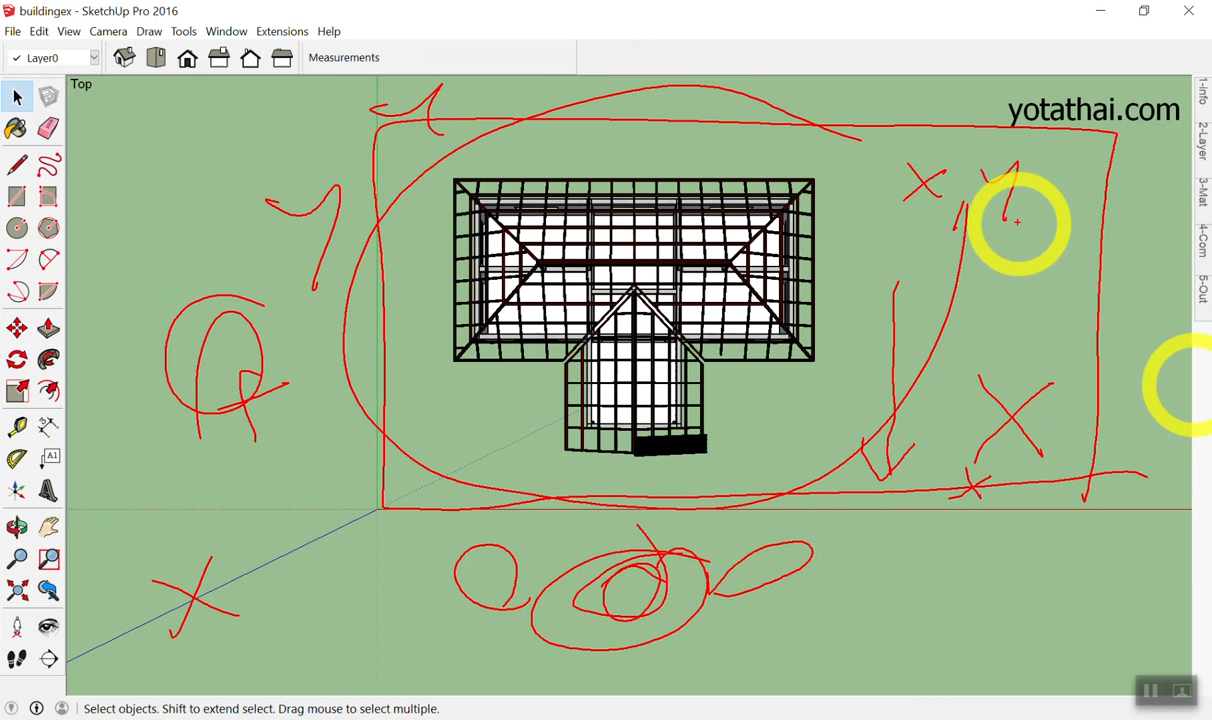 buildingex - SketchUp Pro 2016
File Edit View Camera Draw Tools Window Extensions Help
Layer0
Measurements
Top
yotathai.com
1-Info
2-Layer
3-Mat
4-Com
5-Out
X
X
X
A1
Select objects. Shift to extend select. Drag mouse to select multiple.